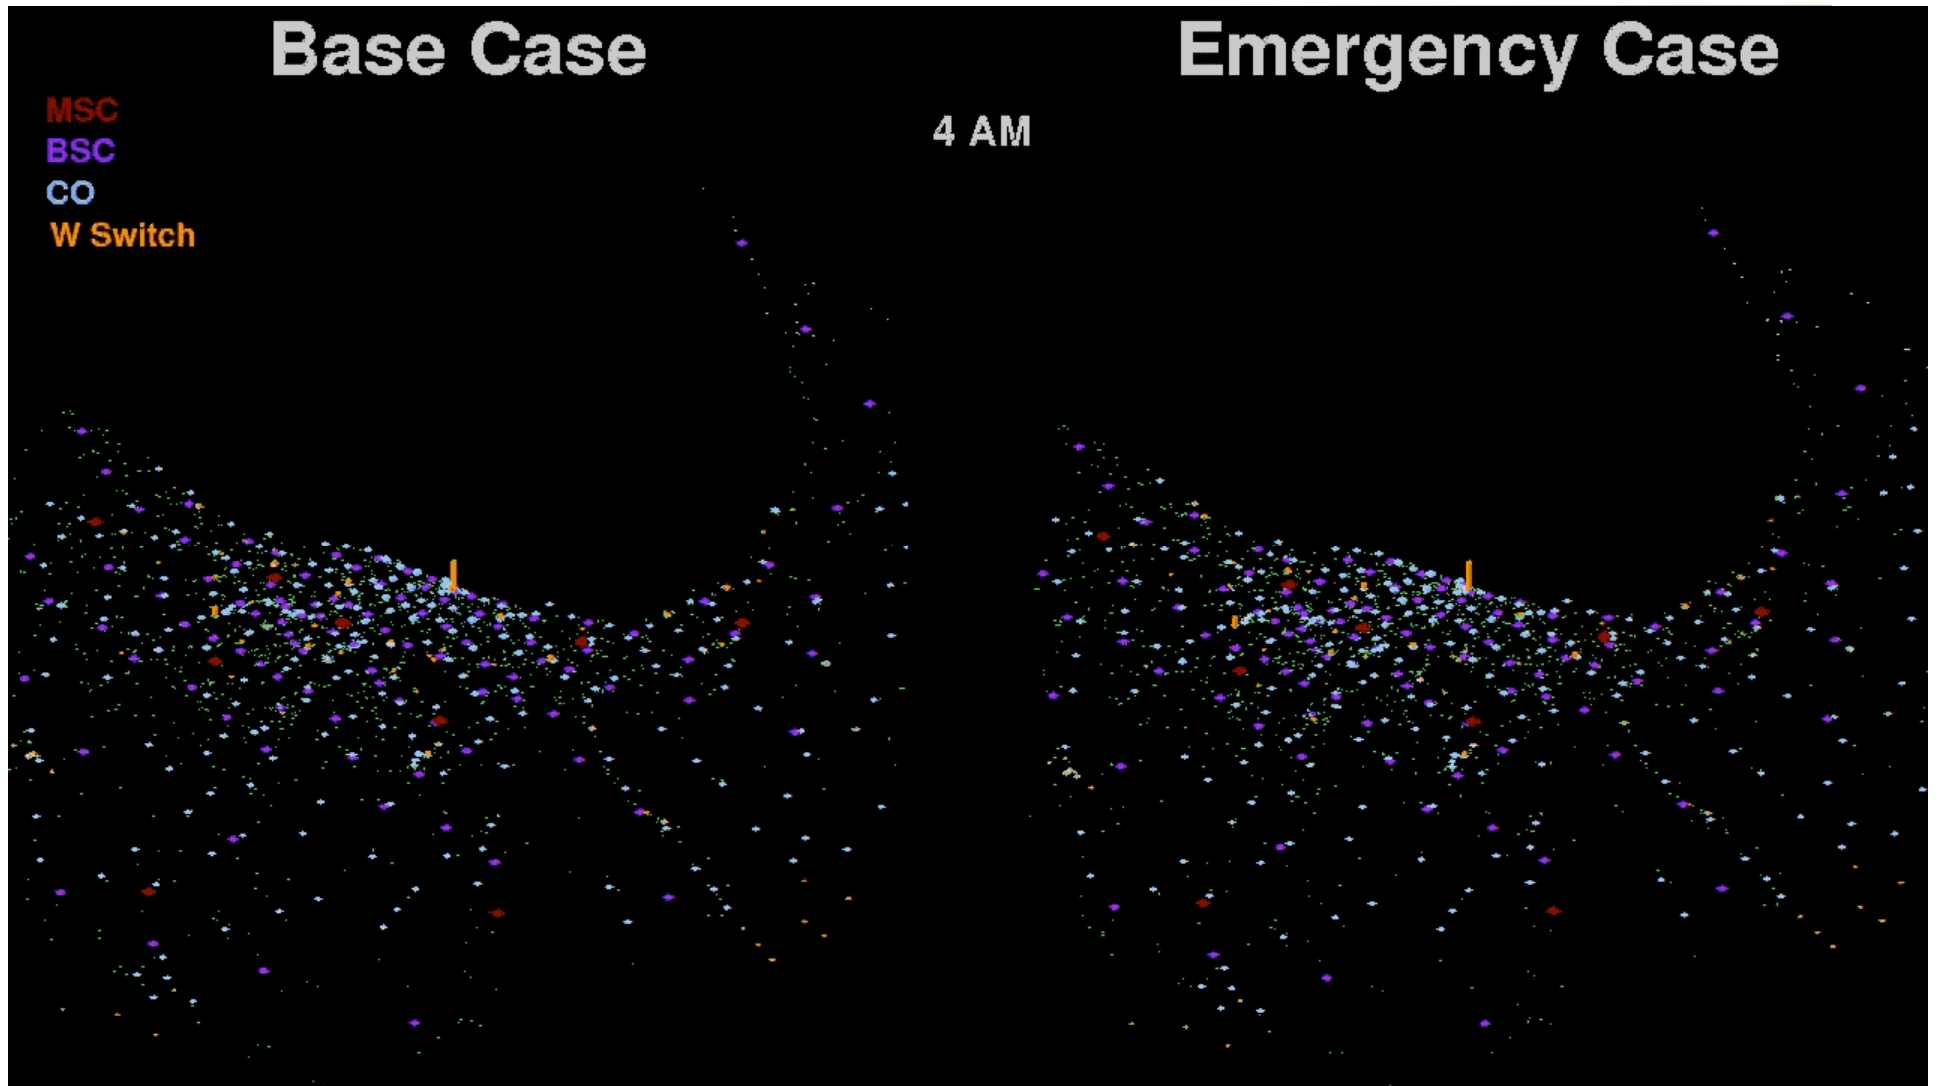 Base Case
Emergency Case
MSC
4 AM
BSC
CO
W Switch